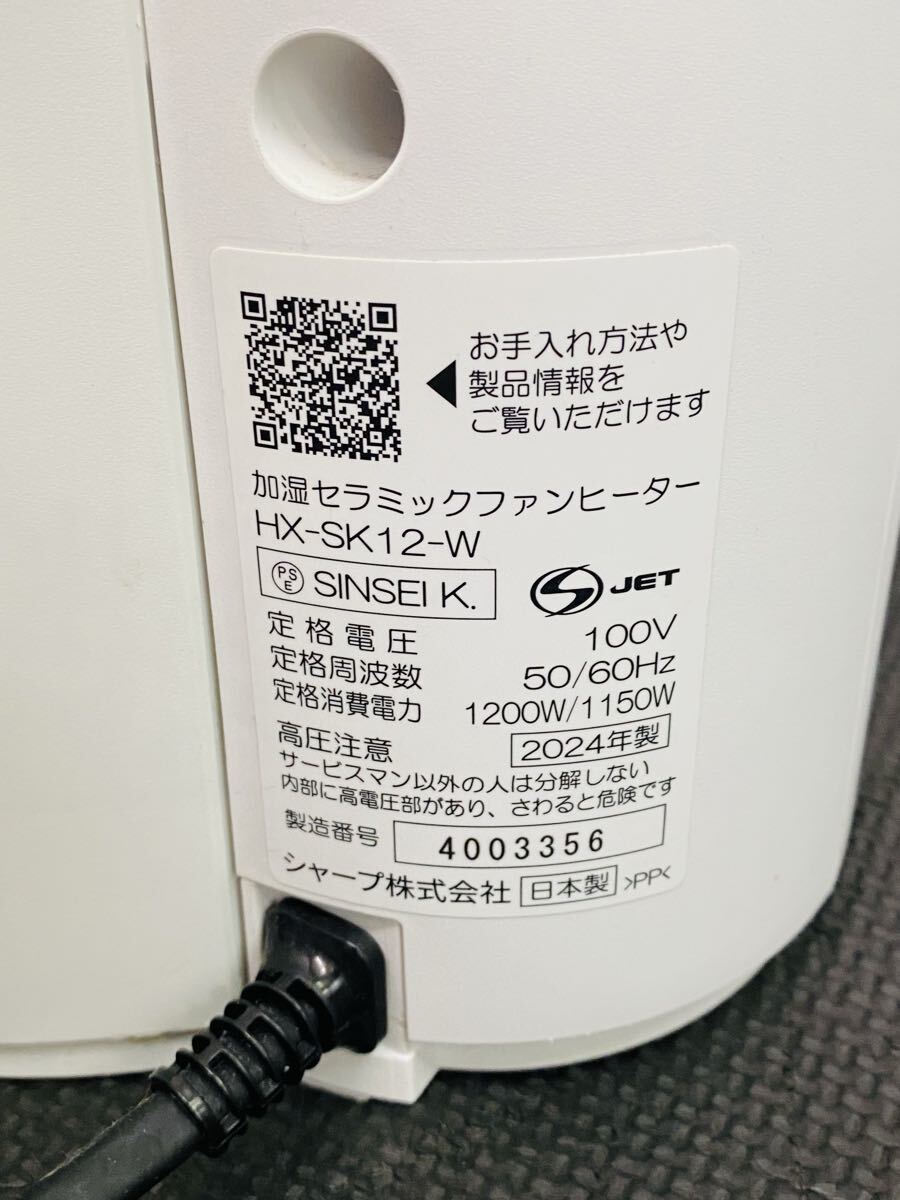 お手入れ方法や
製品情報を
ご覧いただけます
加湿セラミックファンヒーター
HX-SK12-W
PS
E SINSEI K. JET
定格電圧 100V
定格周波数 50/60Hz
定格消費電力 1200W/1150W
高圧注意 2024年製
サービスマン以外の人は分解しない
内部に高電圧部があり、さわると危険です
製造番号 4003356
シャープ株式会社 日本製 >PP<